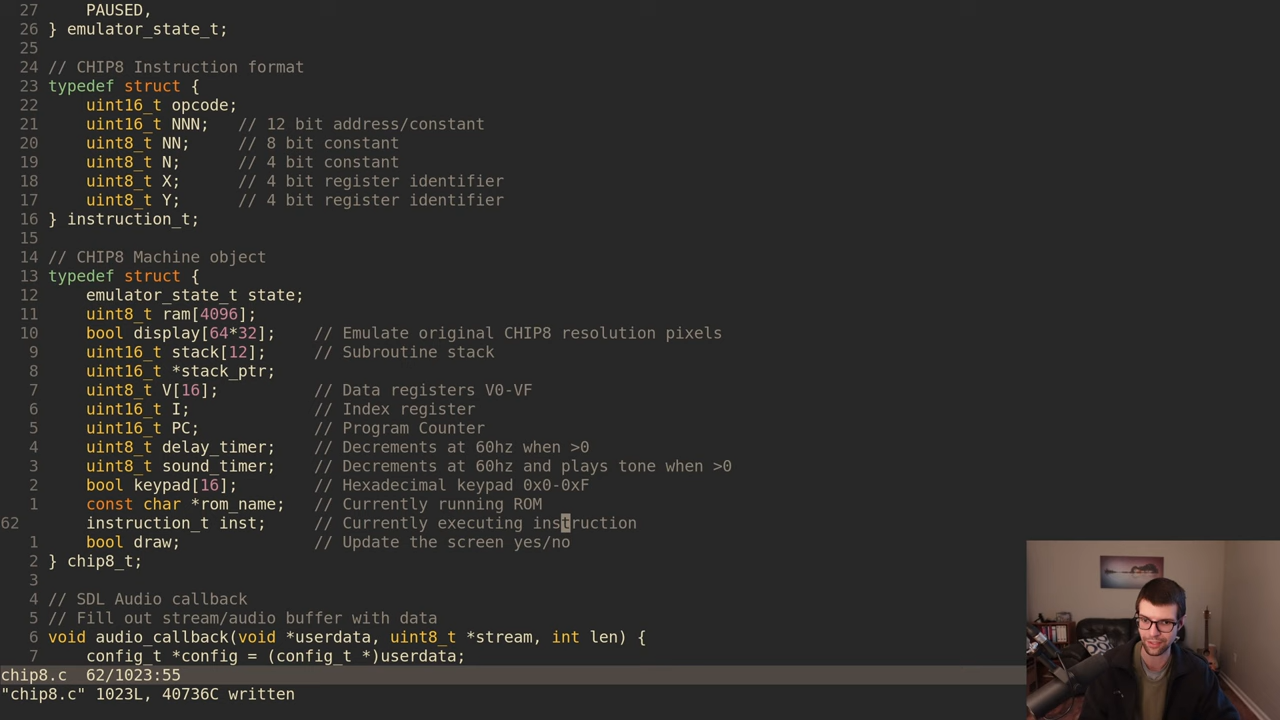 27     PAUSED,
26 } emulator_state_t;
25
24 // CHIP8 Instruction format
23 typedef struct {
22     uint16_t opcode;
21     uint16_t NNN;   // 12 bit address/constant
20     uint8_t NN;     // 8 bit constant
19     uint8_t N;      // 4 bit constant
18     uint8_t X;      // 4 bit register identifier
17     uint8_t Y;      // 4 bit register identifier
16 } instruction_t;
15
14 // CHIP8 Machine object
13 typedef struct {
12     emulator_state_t state;
11     uint8_t ram[4096];
10     bool display[64*32];    // Emulate original CHIP8 resolution pixels
9     uint16_t stack[12];     // Subroutine stack
8     uint16_t *stack_ptr;
7     uint8_t V[16];          // Data registers V0-VF
6     uint16_t I;             // Index register
5     uint16_t PC;            // Program Counter
4     uint8_t delay_timer;    // Decrements at 60hz when >0
3     uint8_t sound_timer;    // Decrements at 60hz and plays tone when >0
2     bool keypad[16];        // Hexadecimal keypad 0x0-0xF
1     const char *rom_name;   // Currently running ROM
62     instruction_t inst;     // Currently executing instruction
1     bool draw;              // Update the screen yes/no
2 } chip8_t;
3
4 // SDL Audio callback
5 // Fill out stream/audio buffer with data
6 void audio_callback(void *userdata, uint8_t *stream, int len) {
7     config_t *config = (config_t *)userdata;
chip8.c  62/1023:55
"chip8.c" 1023L, 40736C written